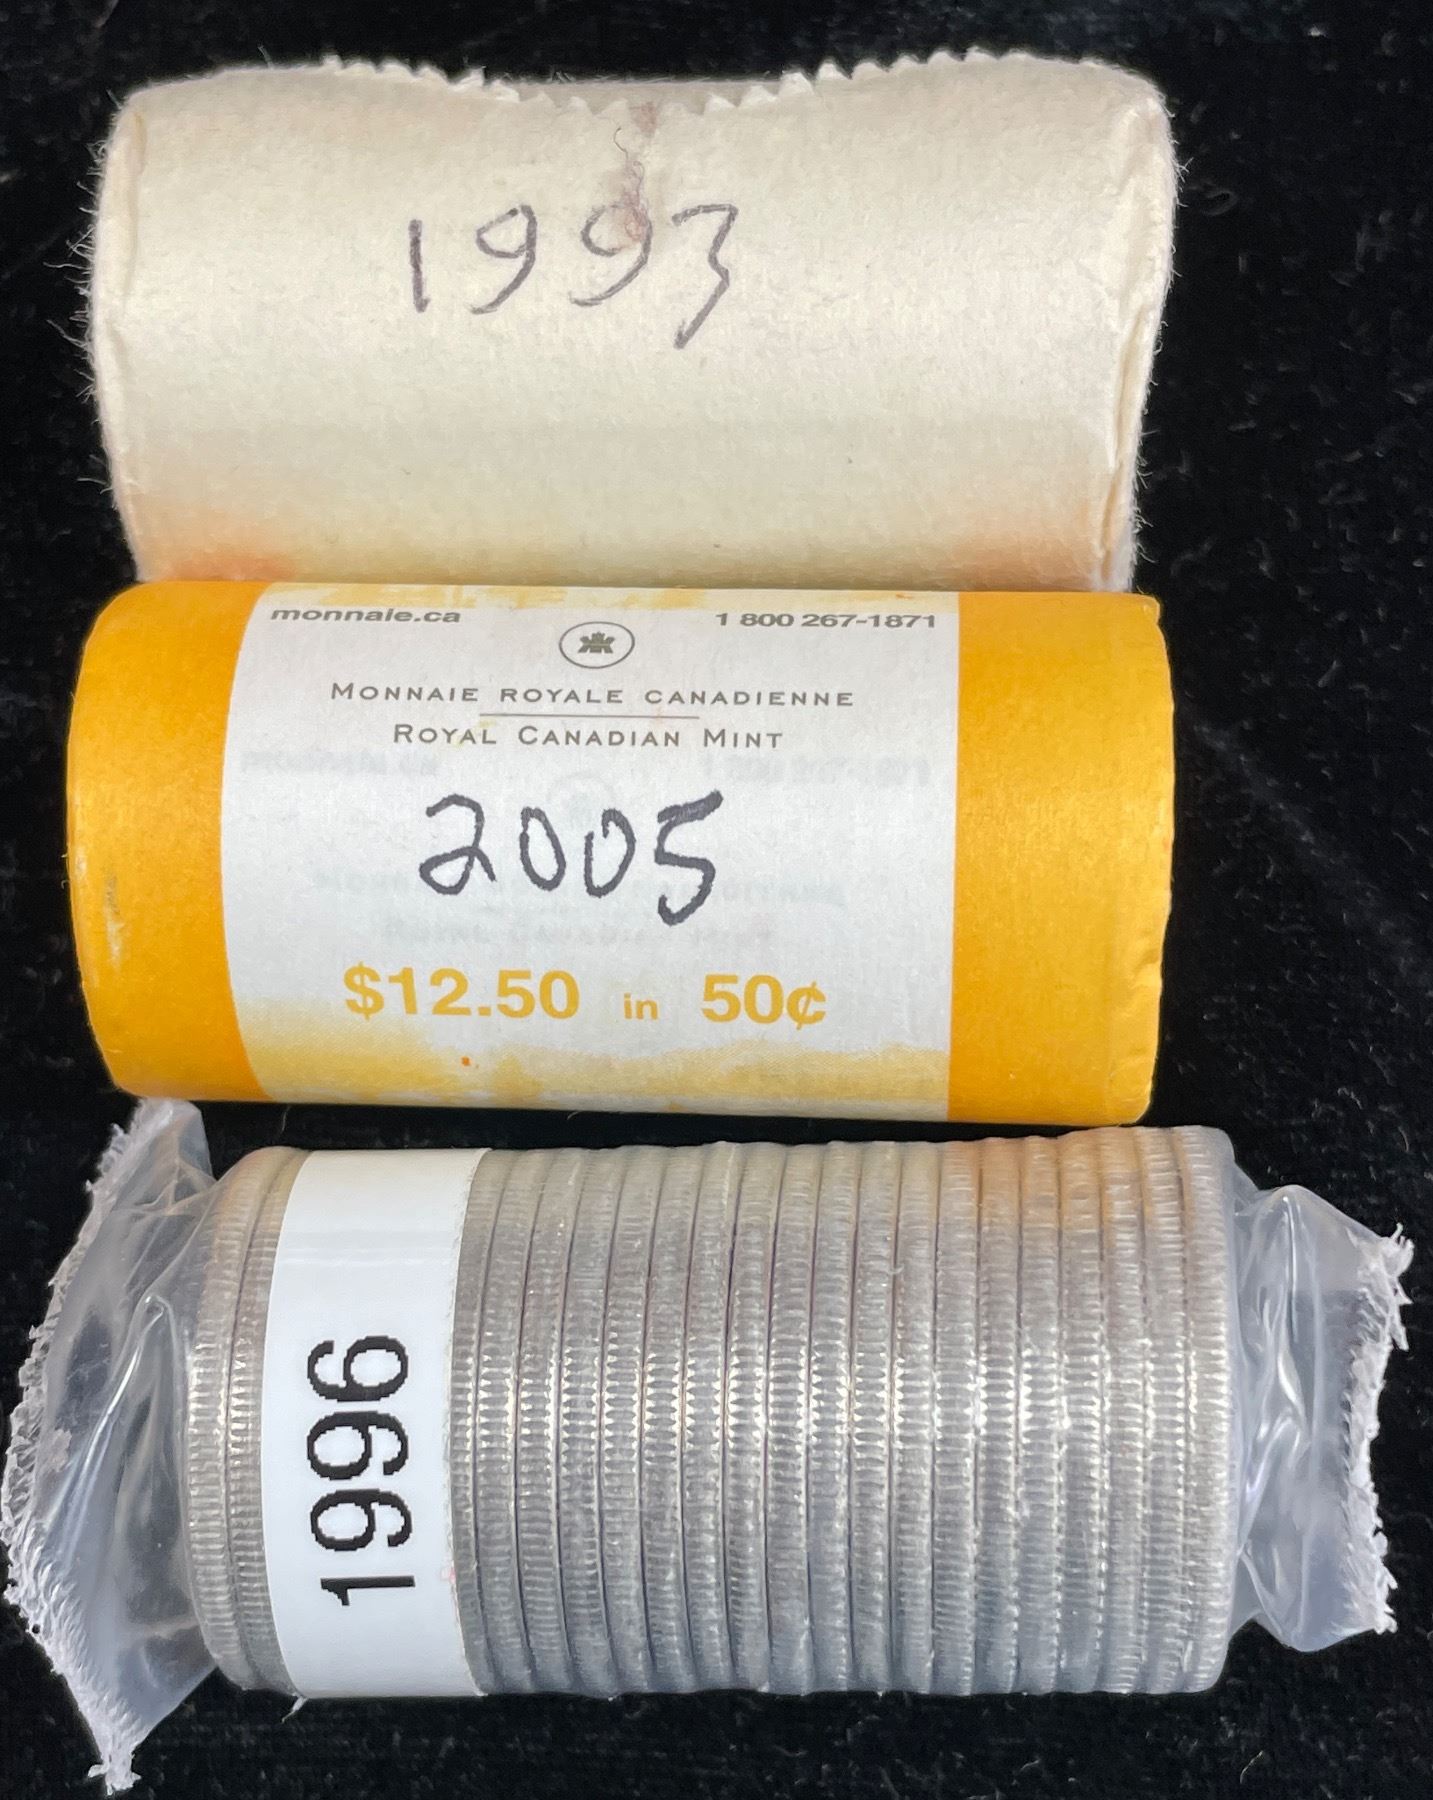 1993
monnaie.ca 1 800 267-1871
MONNAIE ROYALE CANADIENNE
ROYAL CANADIAN MINT
2005
$12.50 in 50¢
1996